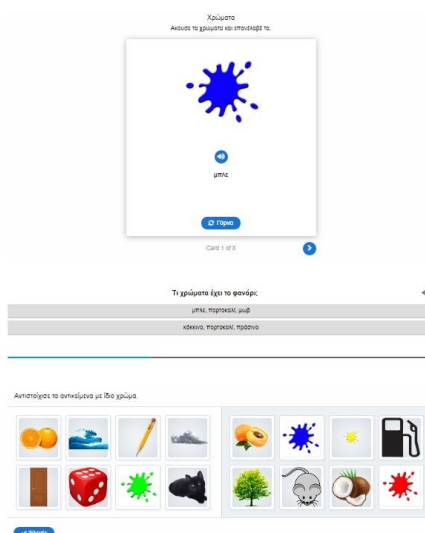 Χρώματα
Άκουσε τα χρώματα και επανέλαβέ τα.
μπλε
Γύρνα
Card 1 of 8
Τι χρώματα έχει το φανάρι;
μπλε, πορτοκαλί, μωβ
κόκκινο, πορτοκαλί, πράσινο
Αντιστοίχισε τα αντικείμενα με ίδιο χρώμα.